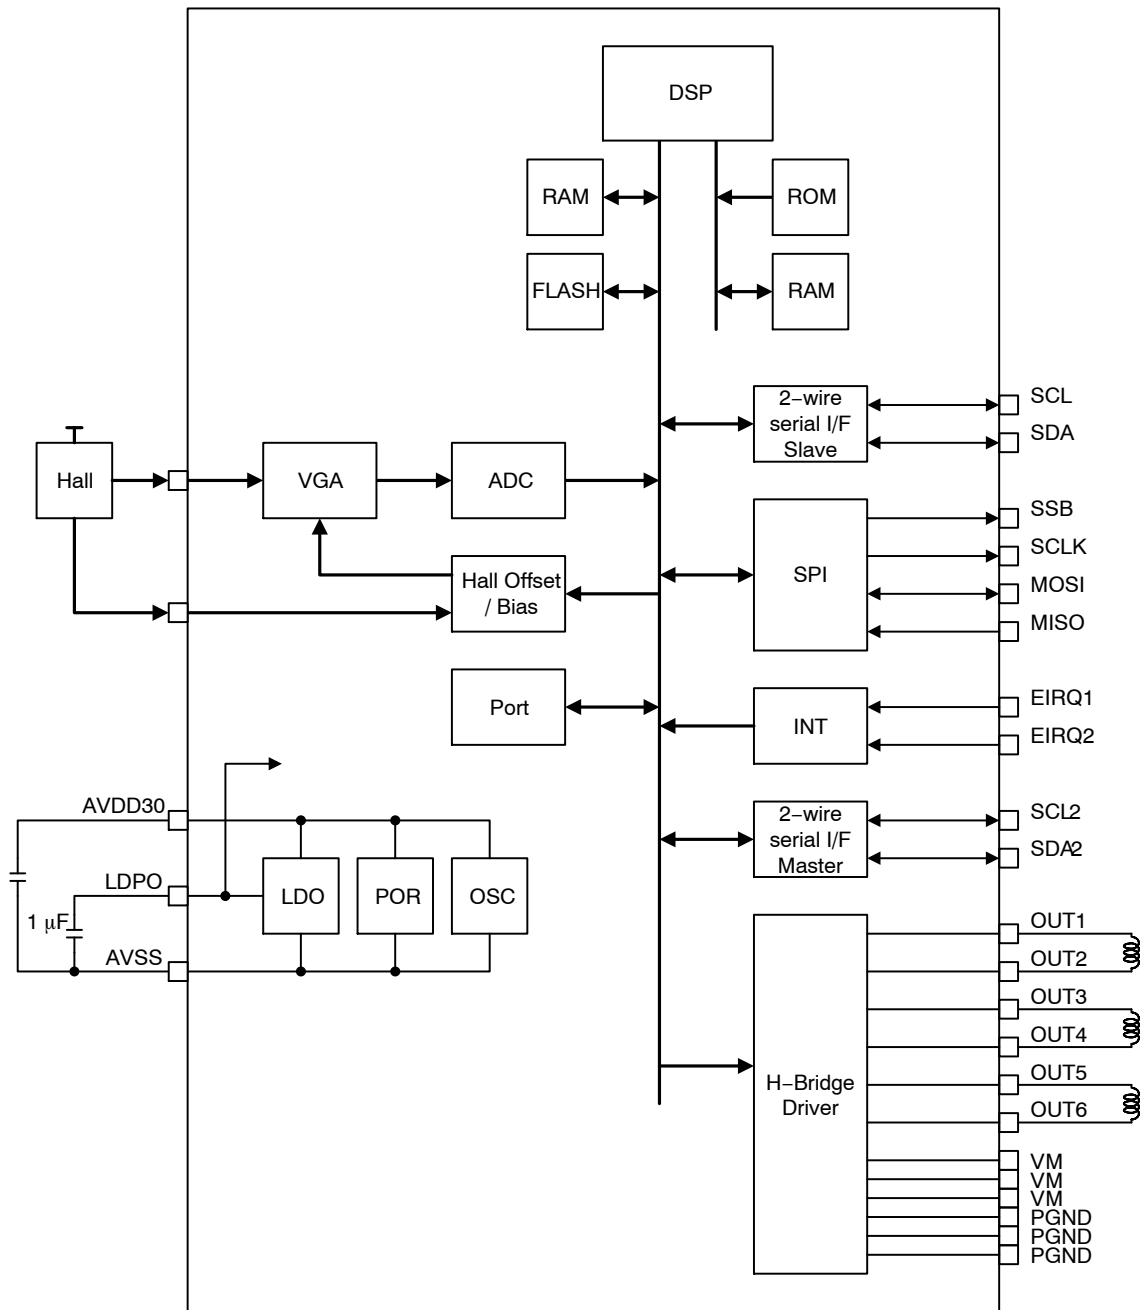 DSP
RAM
ROM
FLASH
RAM
2−wire
serial I/F
Slave
SCL
SDA
Hall
VGA
ADC
SPI
SSB
SCLK
MOSI
MISO
Hall Offset
/ Bias
Port
INT
EIRQ1
EIRQ2
AVDD30
LDPO
1 μF
AVSS
LDO
POR
OSC
2−wire
serial I/F
Master
SCL2
SDA2
H−Bridge
Driver
OUT1
OUT2
OUT3
OUT4
OUT5
OUT6
VM
VM
VM
PGND
PGND
PGND